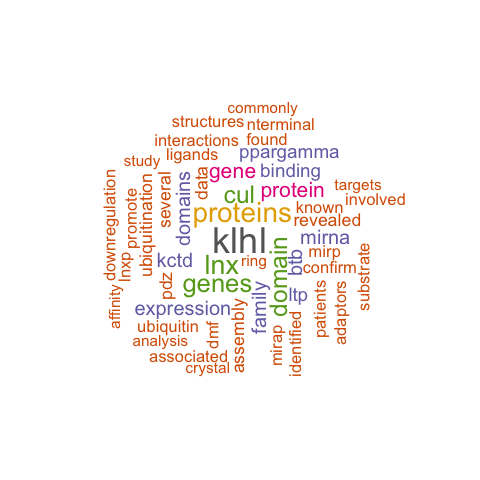 commonly
structures
nterminal
interactions
found
ligands
ppargamma
study
gene
binding
data
several
domains
protein
targets
involved
cul
known
proteins
revealed
downregulation
promote
ubiquitination
klhl
mirna
mirp
lnxp
kctd
lnx
ring
domain
btb
confirm
substrate
pdz
genes
ltp
affinity
expression
family
patients
adaptors
ubiquitin
dmf
assembly
mirap
identified
analysis
associated
crystal